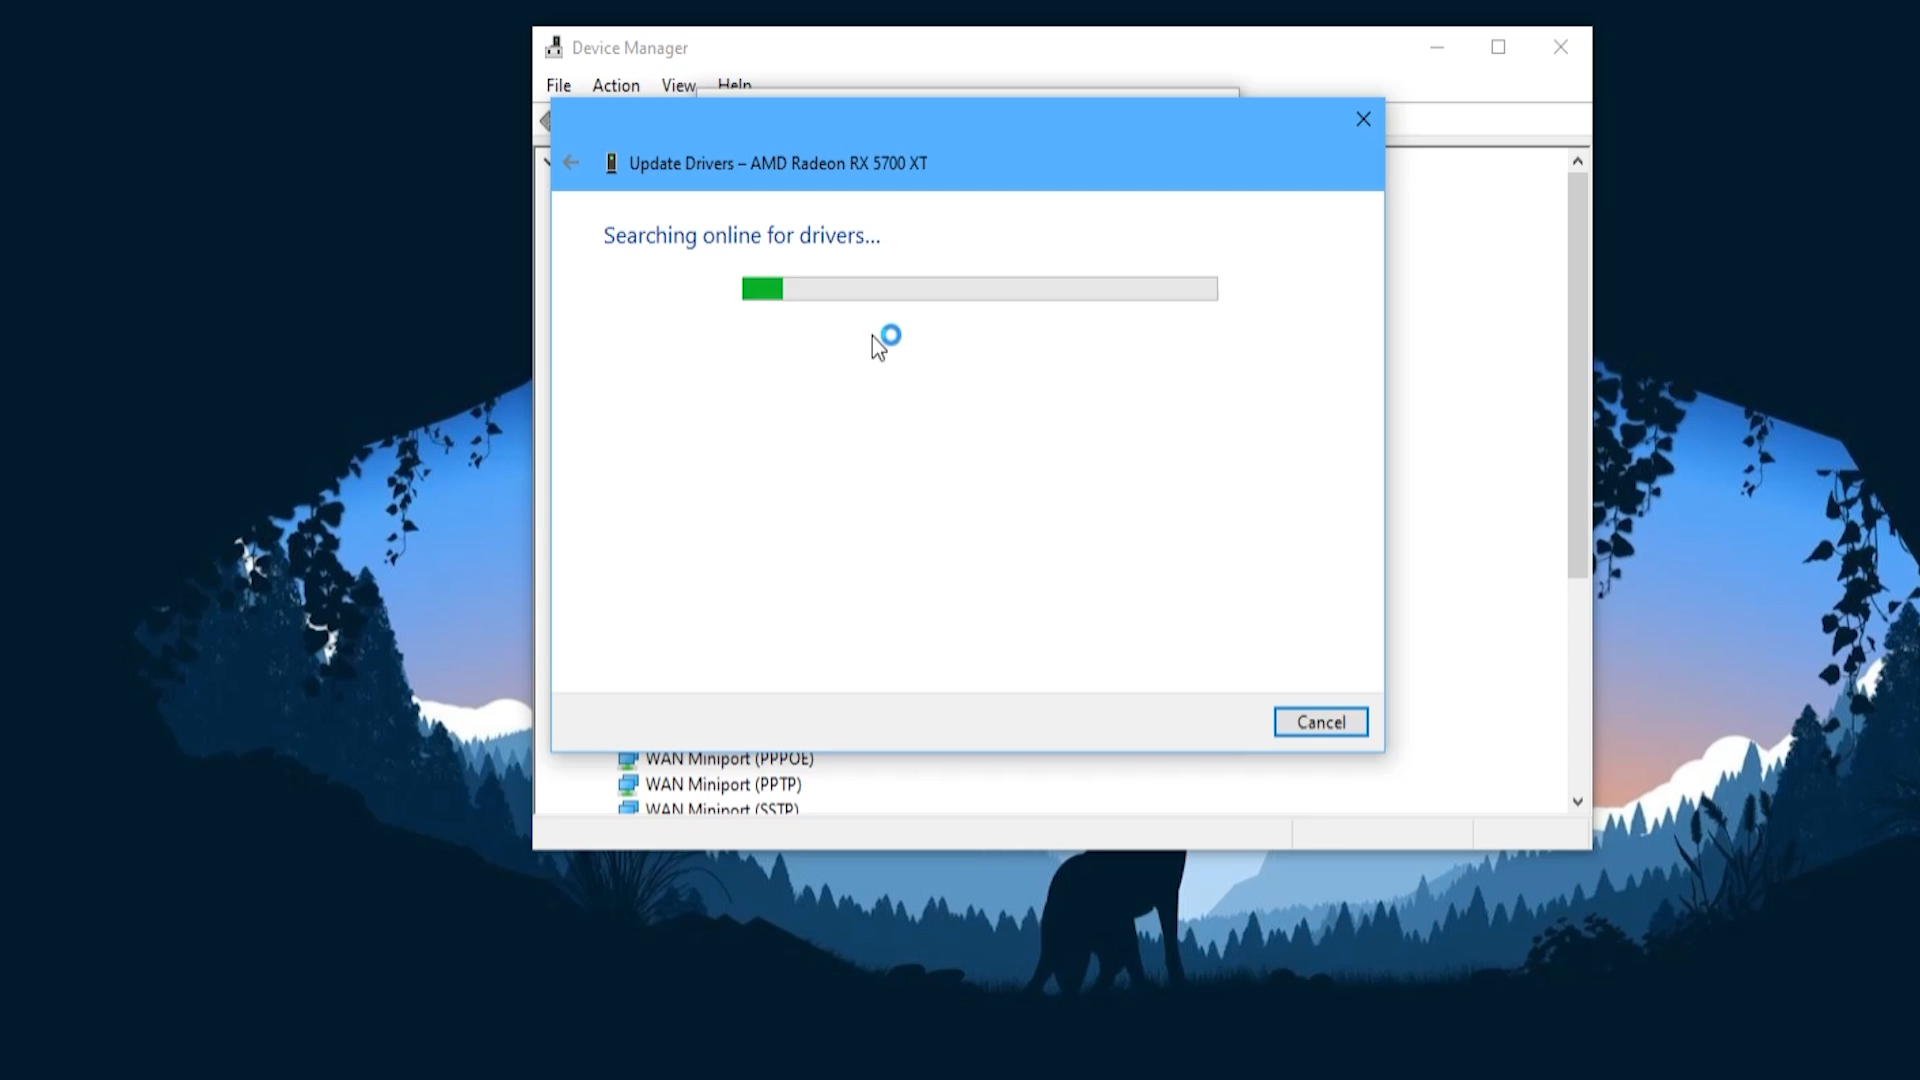 Device Manager
File Action View Help
Update Drivers – AMD Radeon RX 5700 XT
Searching online for drivers...
Cancel
WAN Miniport (PPPOE)
WAN Miniport (PPTP)
WAN Miniport (SSTP)